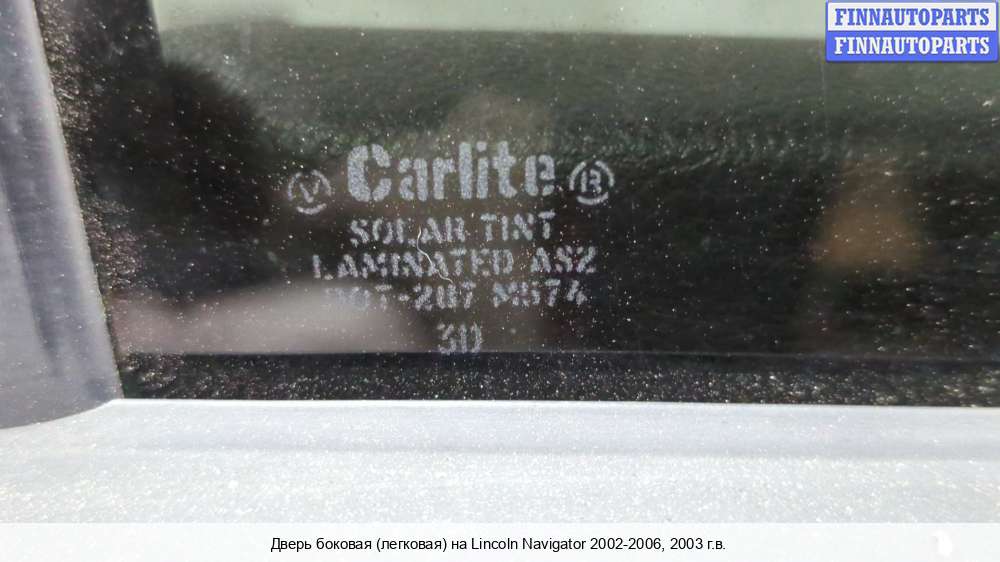 FINNAUTOPARTS
FINNAUTOPARTS
V Carlite R
SOLAR TINT
LAMINATED AS2
DOT-287 M574
3D
Дверь боковая (легковая) на Lincoln Navigator 2002-2006, 2003 г.в.